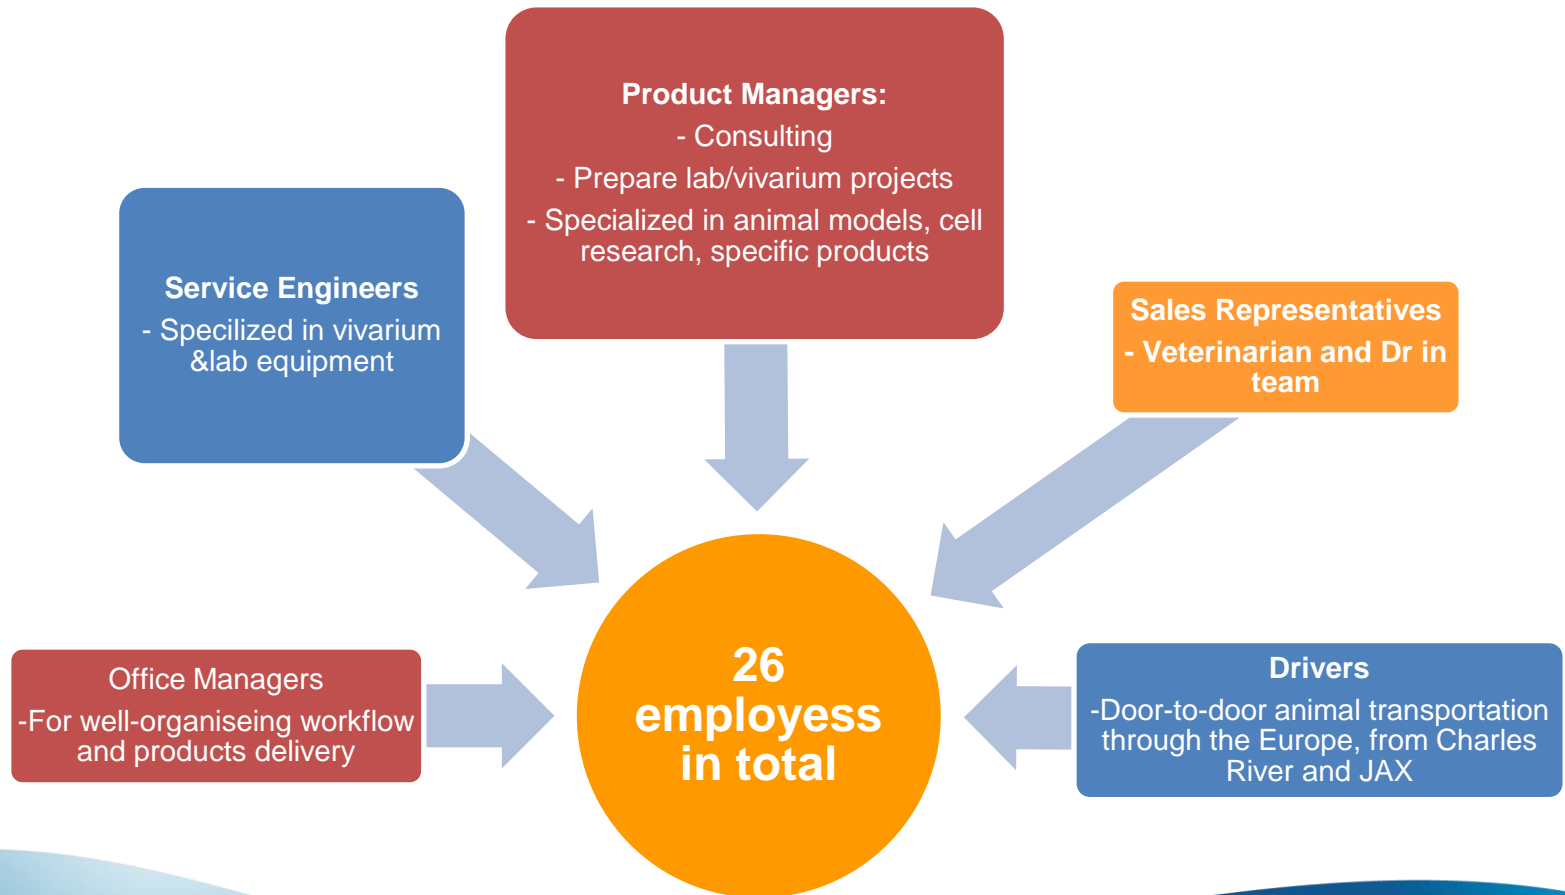 Product Managers:
- Consulting
- Prepare lab/vivarium projects
- Specialized in animal models, cell
research, specific products
Service Engineers
- Specilized in vivarium
&lab equipment
Sales Representatives
- Veterinarian and Dr in
team
Office Managers
-For well-organiseing workflow
and products delivery
26
employess
in total
Drivers
-Door-to-door animal transportation
through the Europe, from Charles
River and JAX